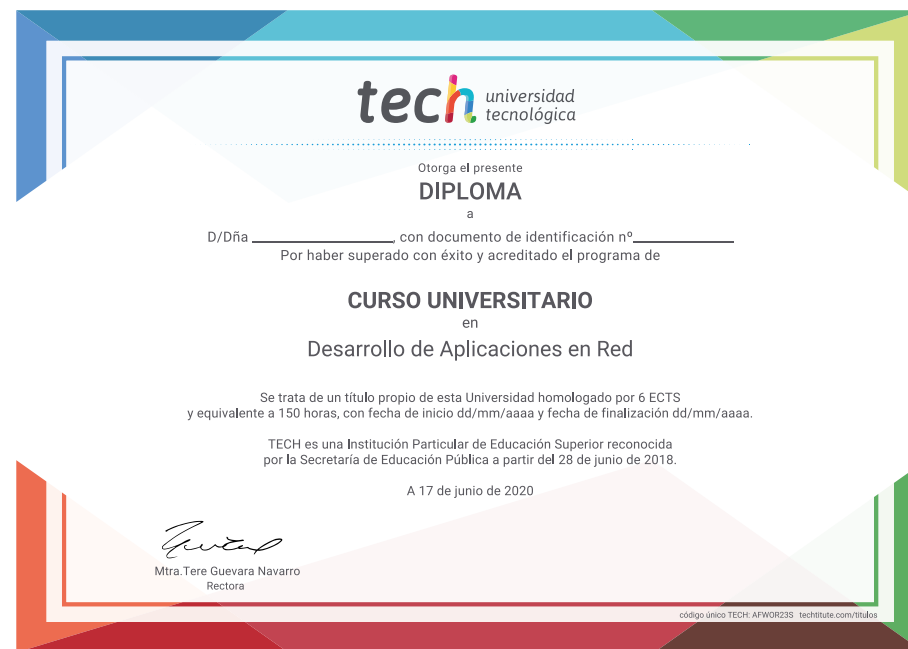 tech universidad
tecnológica
Otorga el presente
DIPLOMA
a
D/Dña ____________________, con documento de identificación nº______________
Por haber superado con éxito y acreditado el programa de
CURSO UNIVERSITARIO
en
Desarrollo de Aplicaciones en Red
Se trata de un título propio de esta Universidad homologado por 6 ECTS
y equivalente a 150 horas, con fecha de inicio dd/mm/aaaa y fecha de finalización dd/mm/aaaa.
TECH es una Institución Particular de Educación Superior reconocida
por la Secretaría de Educación Pública a partir del 28 de junio de 2018.
A 17 de junio de 2020
Mtra.Tere Guevara Navarro
Rectora
código único TECH: AFWOR23S techtitute.com/titulos